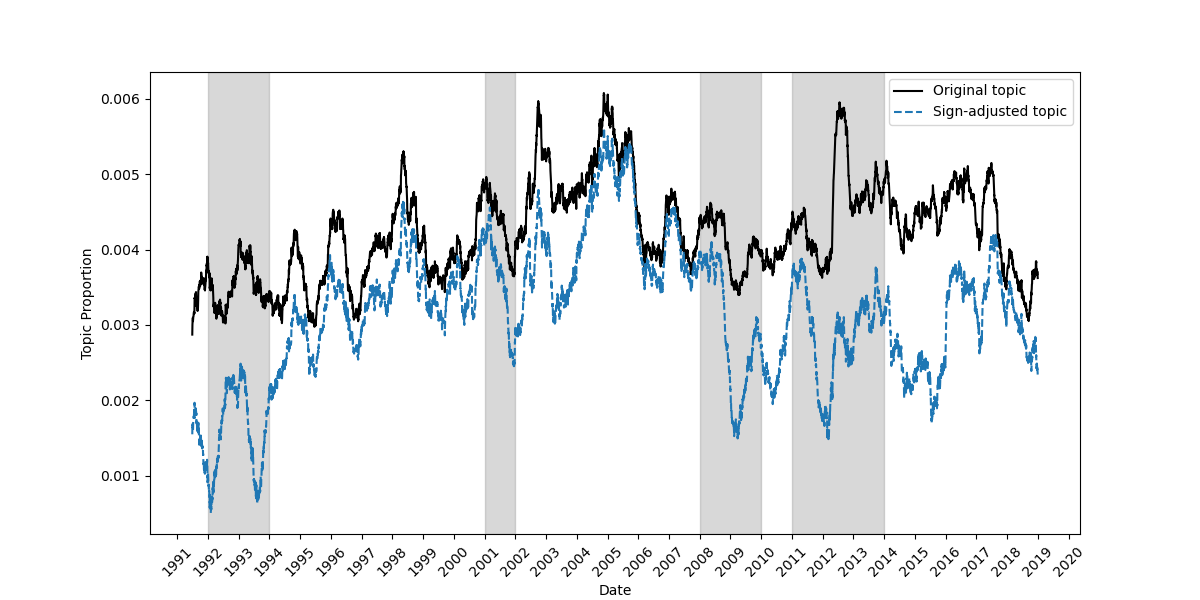 Original topic
Sign-adjusted topic
0.006
0.005
0.004
0.003
0.002
0.001
Topic Proportion
1991 1992 1993 1994 1995 1996 1997 1998 1999 2000 2001 2002 2003 2004 2005 2006 2007 2008 2009 2010 2011 2012 2013 2014 2015 2016 2017 2018 2019 2020
Date